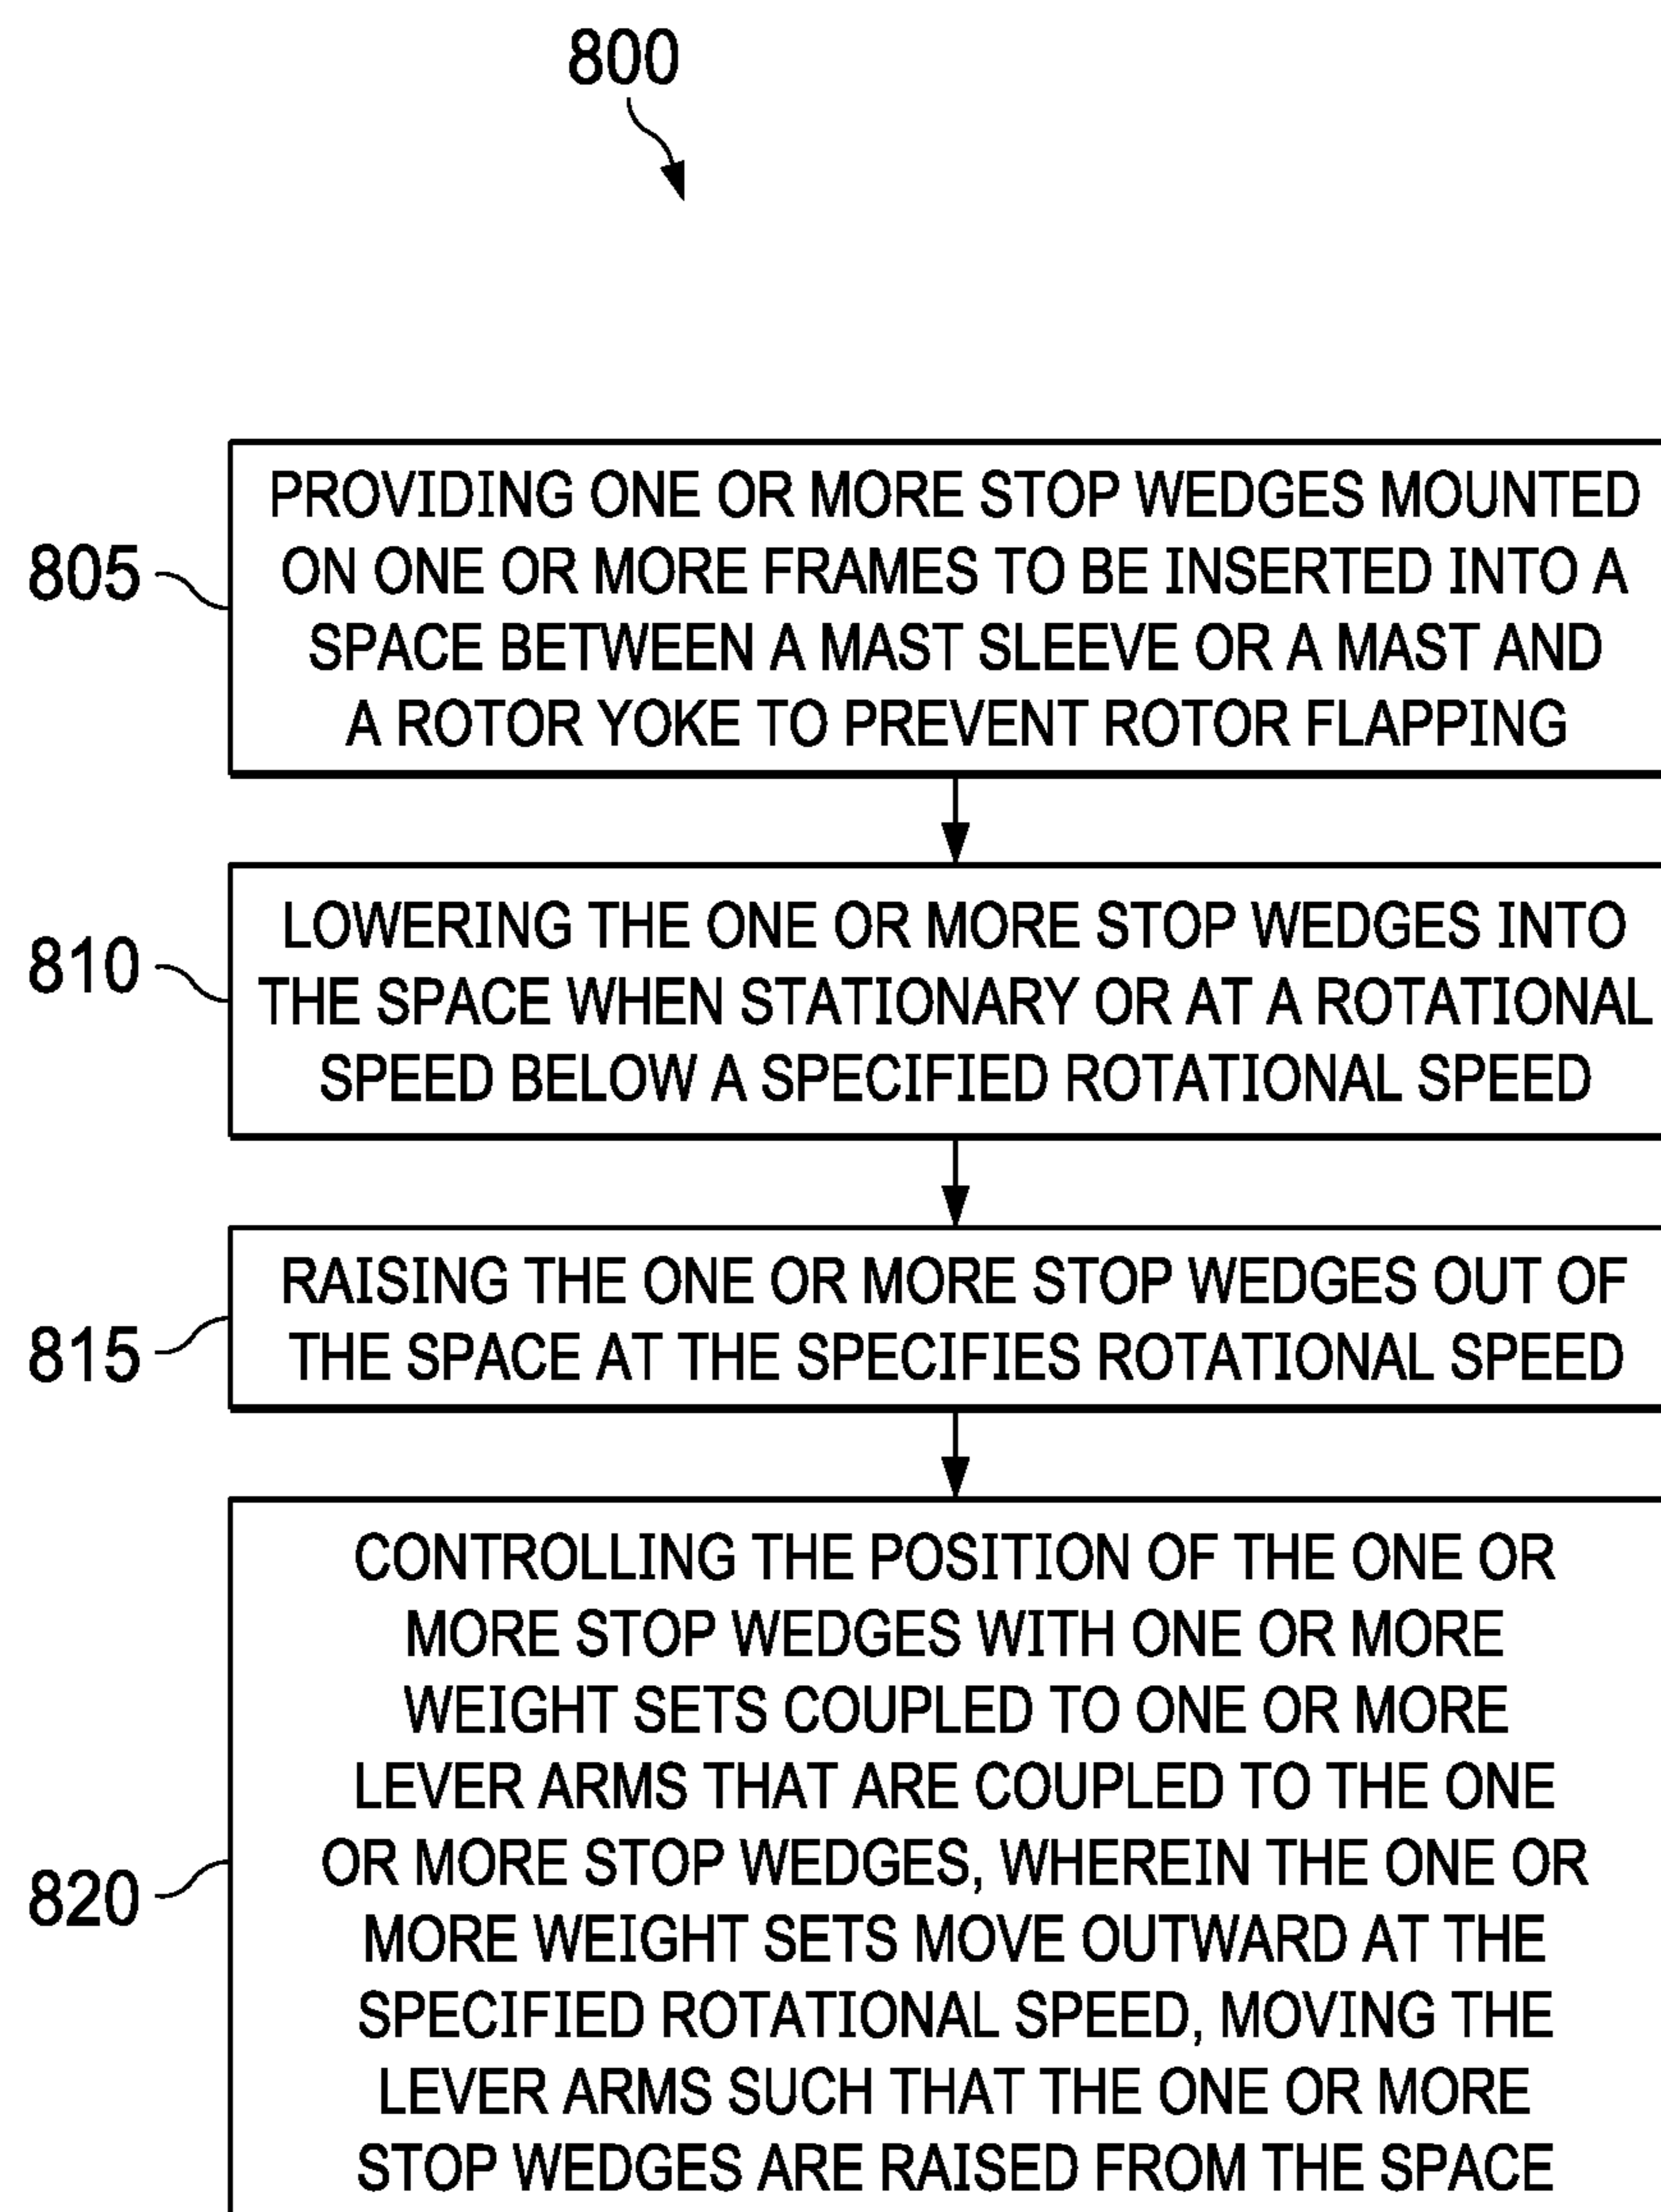 800
805
PROVIDING ONE OR MORE STOP WEDGES MOUNTED
ON ONE OR MORE FRAMES TO BE INSERTED INTO A
SPACE BETWEEN A MAST SLEEVE OR A MAST AND
A ROTOR YOKE TO PREVENT ROTOR FLAPPING
810
LOWERING THE ONE OR MORE STOP WEDGES INTO
THE SPACE WHEN STATIONARY OR AT A ROTATIONAL
SPEED BELOW A SPECIFIED ROTATIONAL SPEED
815
RAISING THE ONE OR MORE STOP WEDGES OUT OF
THE SPACE AT THE SPECIFIES ROTATIONAL SPEED
820
CONTROLLING THE POSITION OF THE ONE OR
MORE STOP WEDGES WITH ONE OR MORE
WEIGHT SETS COUPLED TO ONE OR MORE
LEVER ARMS THAT ARE COUPLED TO THE ONE
OR MORE STOP WEDGES, WHEREIN THE ONE OR
MORE WEIGHT SETS MOVE OUTWARD AT THE
SPECIFIED ROTATIONAL SPEED, MOVING THE
LEVER ARMS SUCH THAT THE ONE OR MORE
STOP WEDGES ARE RAISED FROM THE SPACE